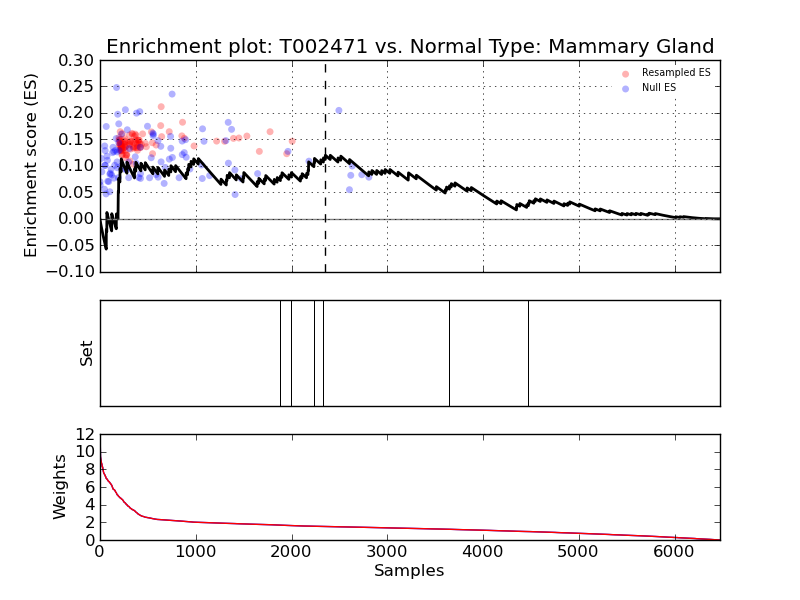 Enrichment plot: T002471 vs. Normal Type: Mammary Gland
Enrichment score (ES)
0.30
0.25
0.20
0.15
0.10
0.05
0.00
−0.05
−0.10
Resampled ES
Null ES
Set
Weights
12
10
8
6
4
2
0
0 1000 2000 3000 4000 5000 6000
Samples